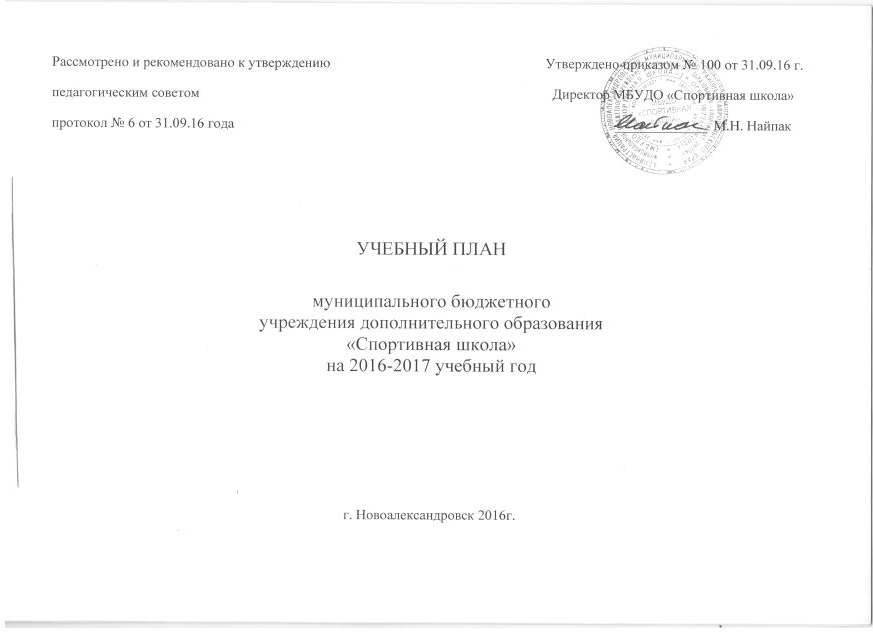 Рассмотрено и рекомендовано к утверждению
педагогическим советом
протокол № 6 от 31.09.16 года
Утверждено приказом № 100 от 31.09.16 г.
Директор МБУДО «Спортивная школа»
М.Н. Найпак
УЧЕБНЫЙ ПЛАН
муниципального бюджетного
учреждения дополнительного образования
«Спортивная школа»
на 2016-2017 учебный год
г. Новоалександровск 2016г.